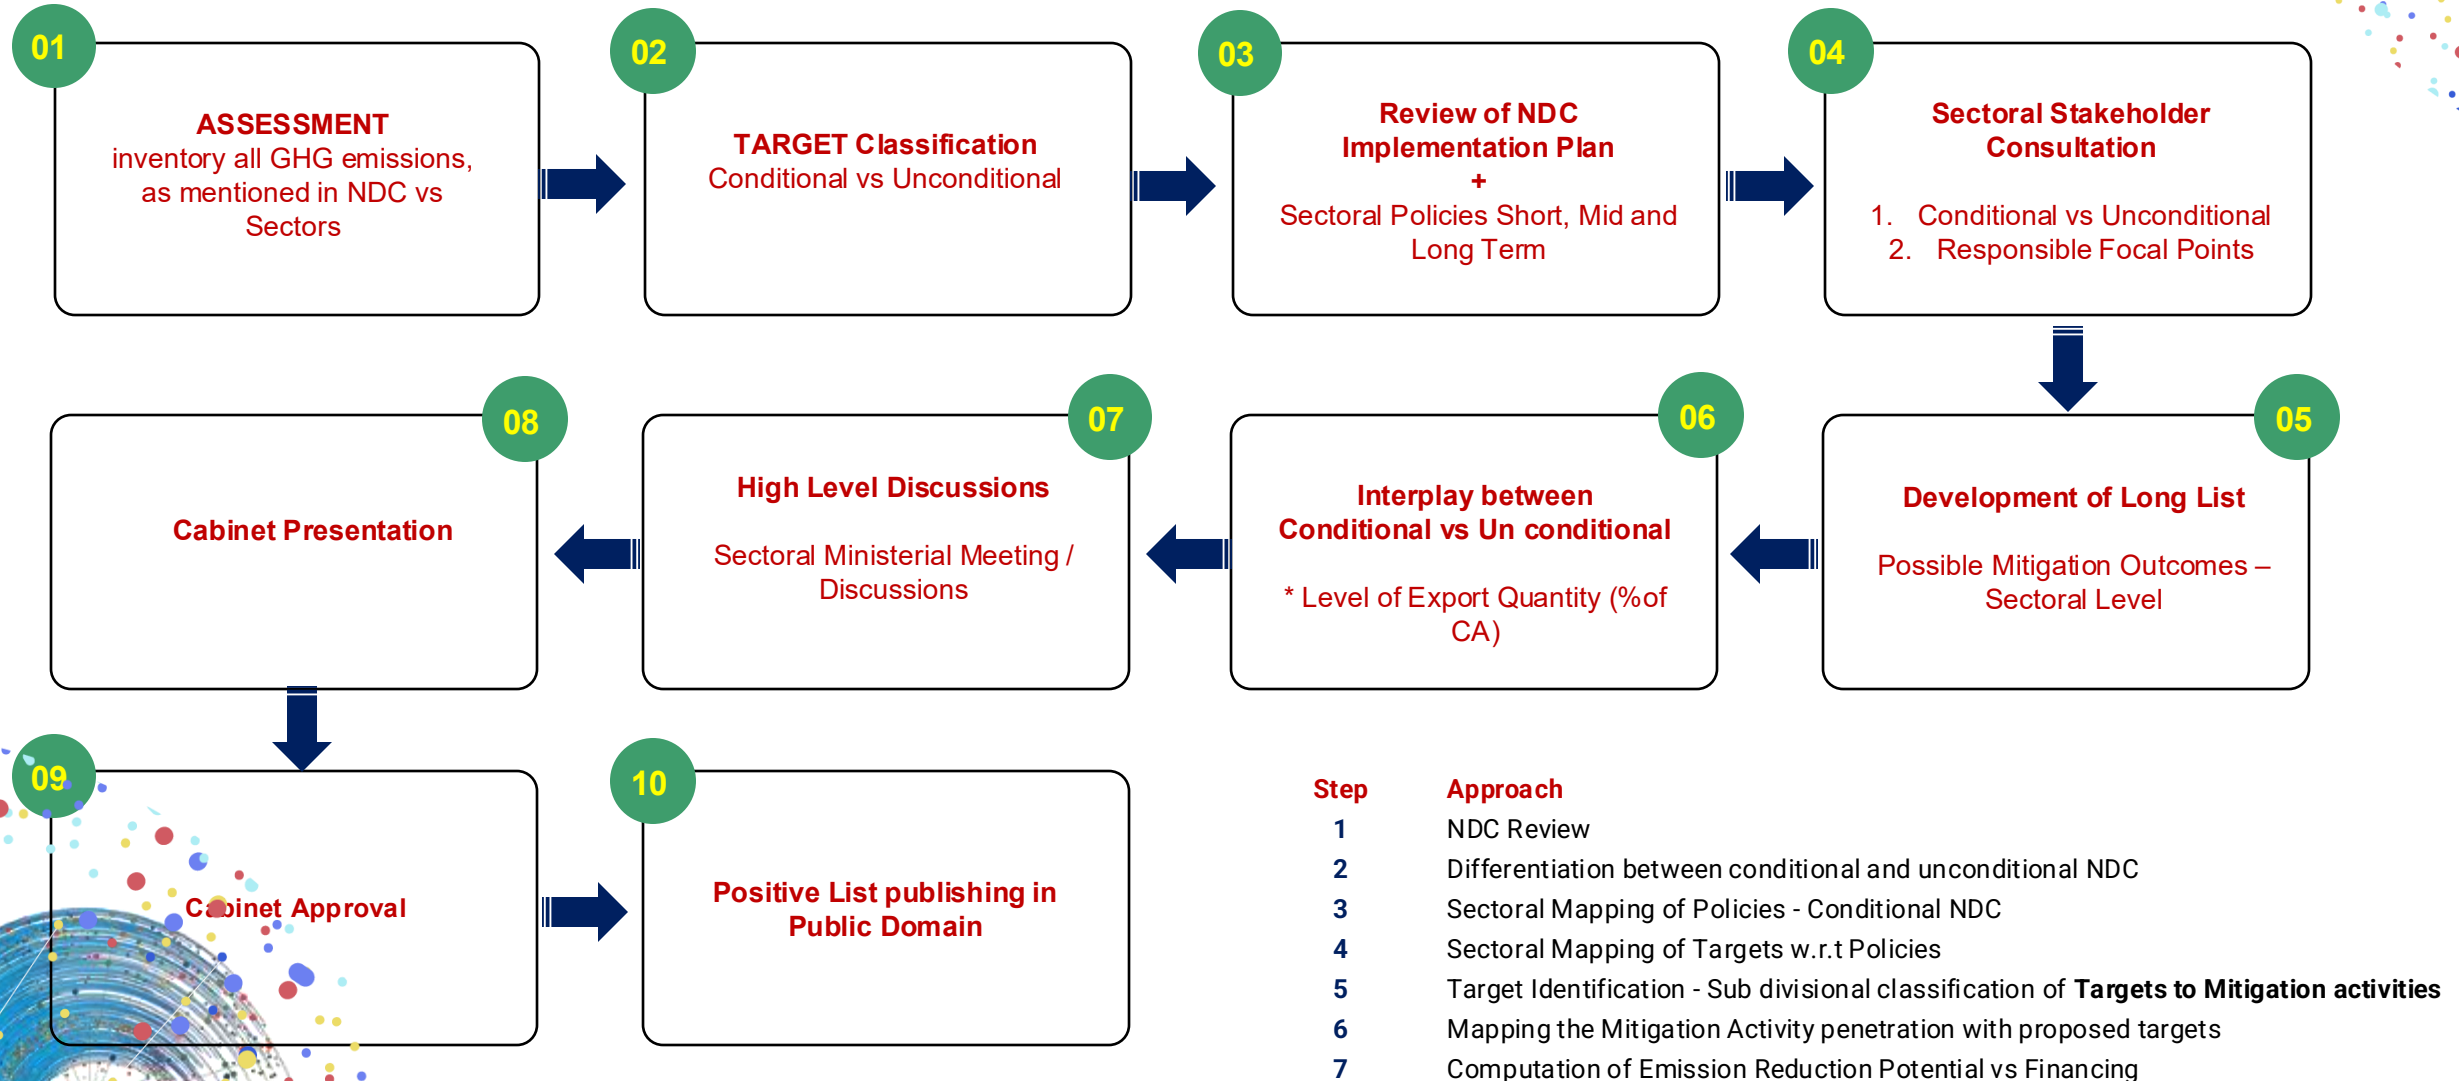 01
ASSESSMENT
inventory all GHG emissions,
as mentioned in NDC vs
Sectors
02
TARGET Classification
Conditional vs Unconditional
03
Review of NDC
Implementation Plan
+
Sectoral Policies Short, Mid and
Long Term
04
Sectoral Stakeholder
Consultation
1. Conditional vs Unconditional
2. Responsible Focal Points
05
Development of Long List
Possible Mitigation Outcomes –
Sectoral Level
06
Interplay between
Conditional vs Un conditional
* Level of Export Quantity (%of
CA)
07
High Level Discussions
Sectoral Ministerial Meeting /
Discussions
08
Cabinet Presentation
09
Cabinet Approval
10
Positive List publishing in
Public Domain
Step Approach
1 NDC Review
2 Differentiation between conditional and unconditional NDC
3 Sectoral Mapping of Policies - Conditional NDC
4 Sectoral Mapping of Targets w.r.t Policies
5 Target Identification - Sub divisional classification of Targets to Mitigation activities
6 Mapping the Mitigation Activity penetration with proposed targets
7 Computation of Emission Reduction Potential vs Financing